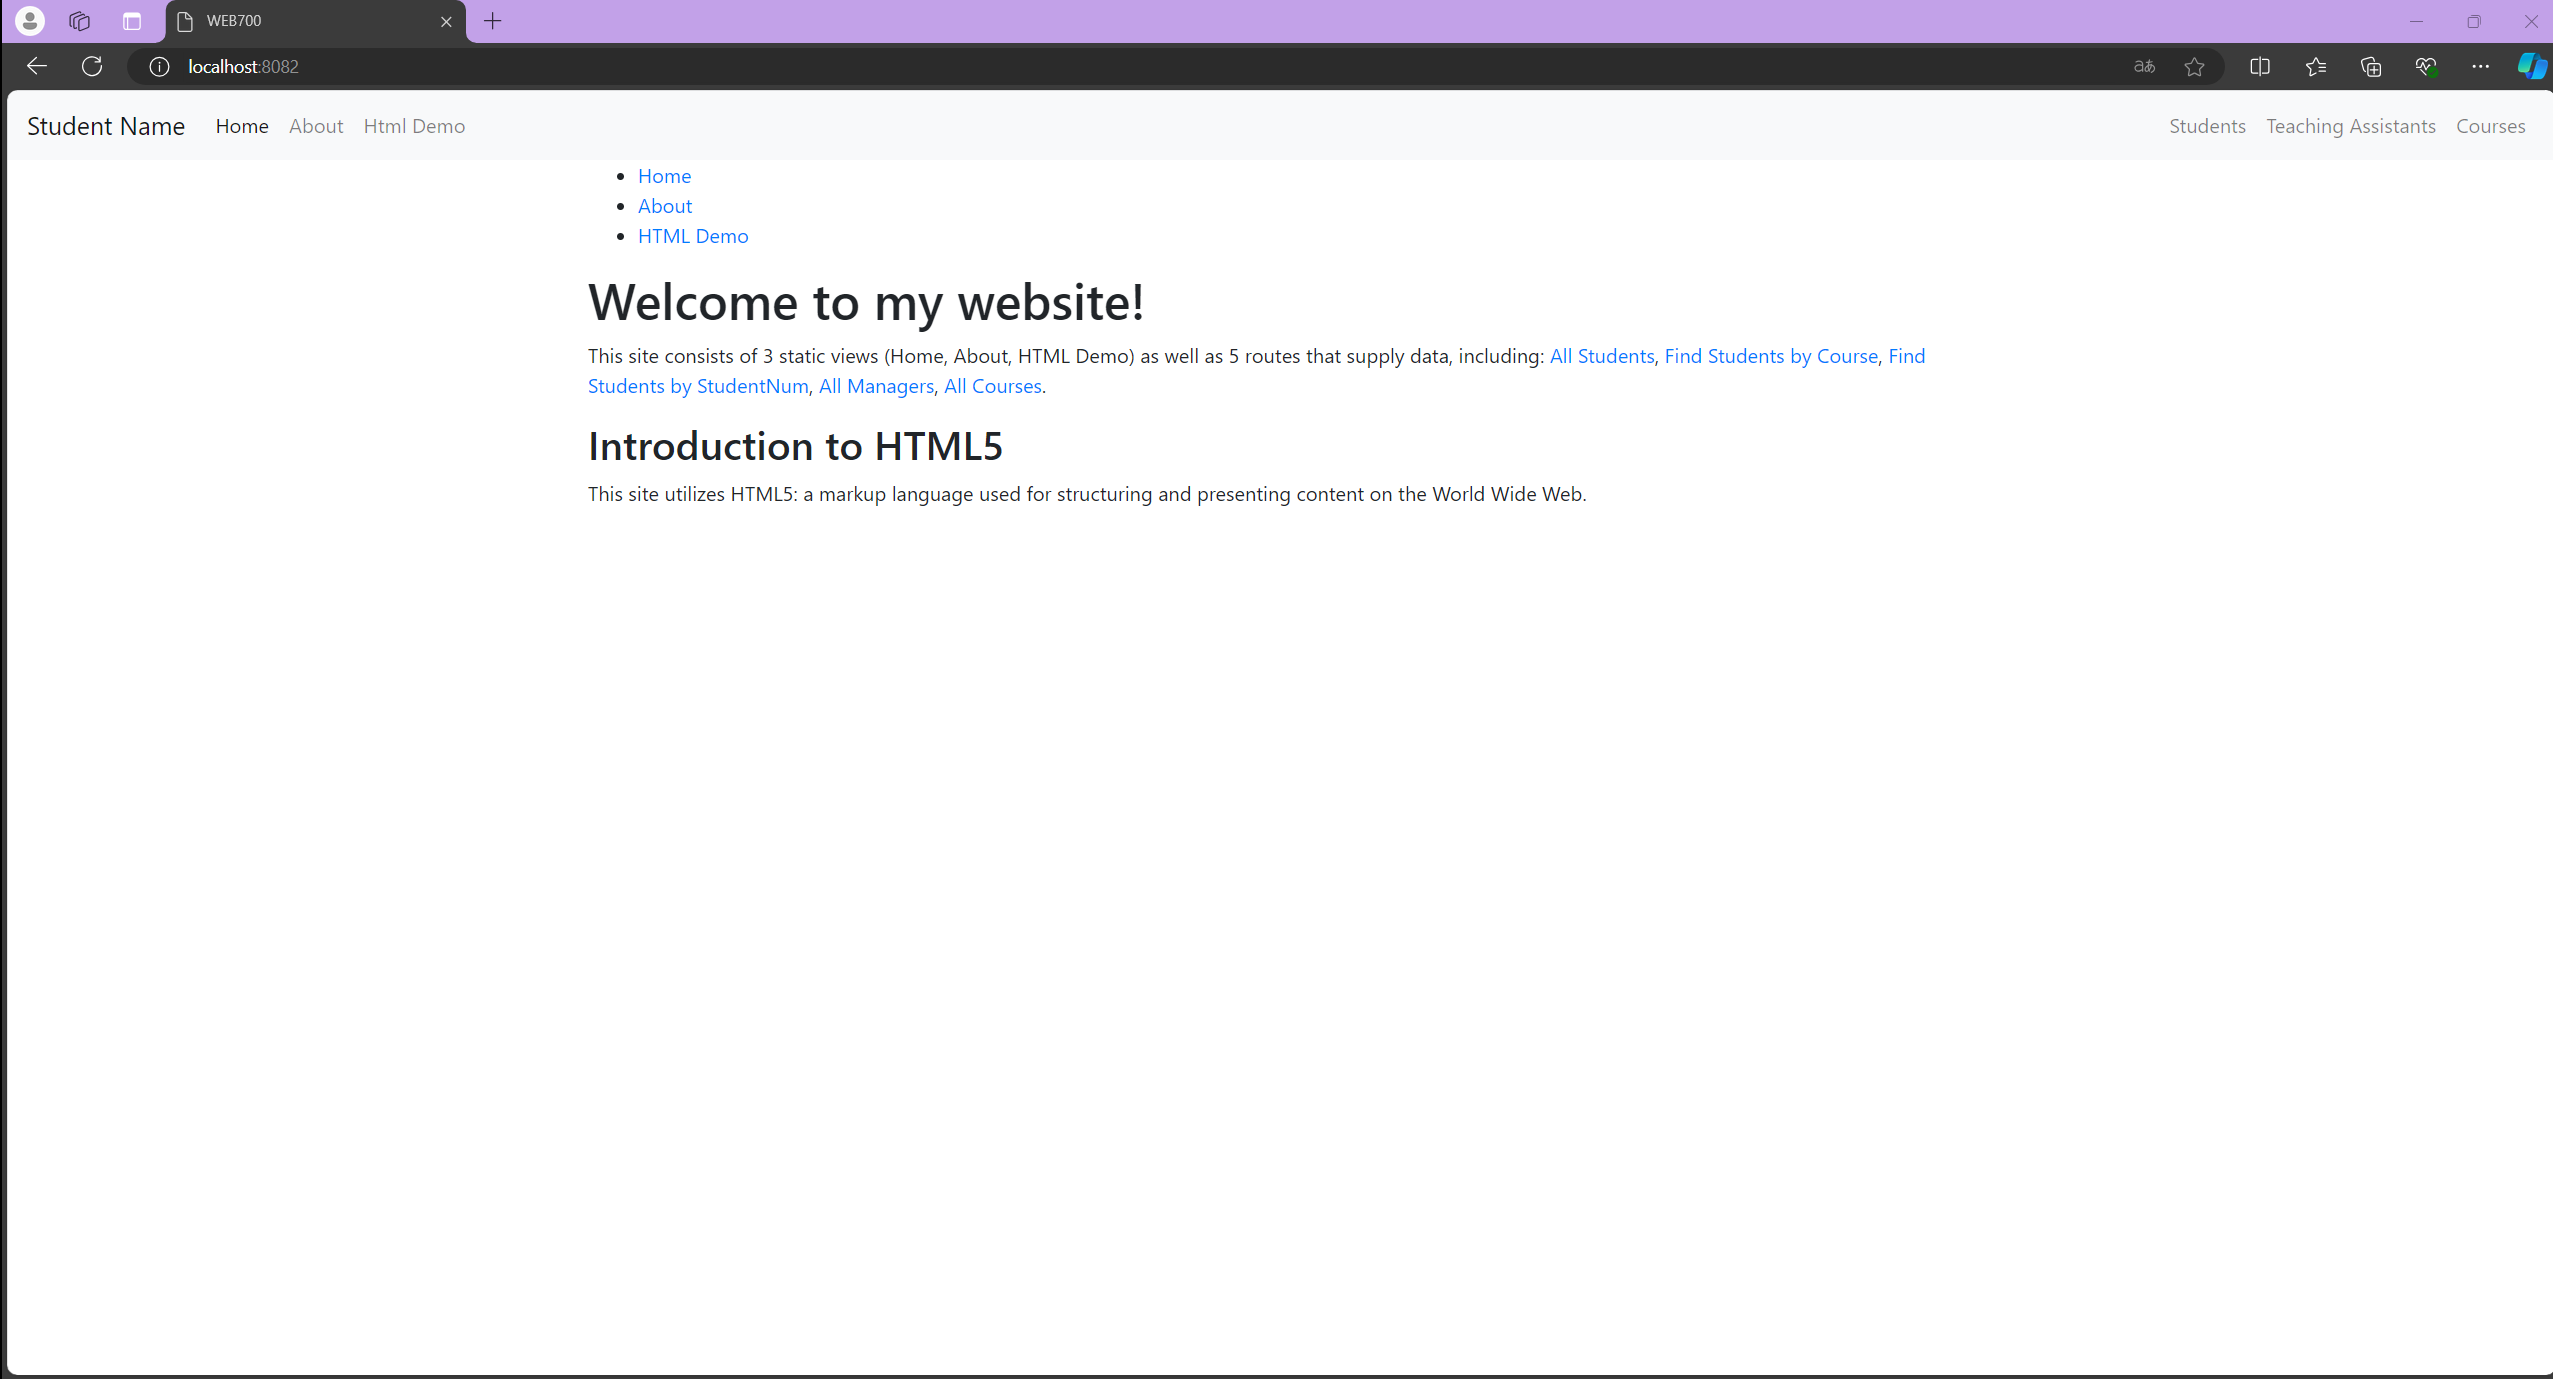 WEB700
localhost:8082
aあ
Student Name Home About Html Demo Students Teaching Assistants Courses
Home
About
HTML Demo
Welcome to my website!
This site consists of 3 static views (Home, About, HTML Demo) as well as 5 routes that supply data, including: All Students, Find Students by Course, Find
Students by StudentNum, All Managers, All Courses.
Introduction to HTML5
This site utilizes HTML5: a markup language used for structuring and presenting content on the World Wide Web.